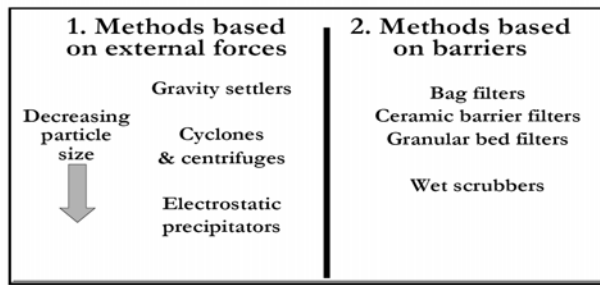 1. Methods based
on external forces
Gravity settlers
Decreasing
particle
size
Cyclones
& centrifuges
Electrostatic
precipitators
2. Methods based
on barriers
Bag filters
Ceramic barrier filters
Granular bed filters
Wet scrubbers